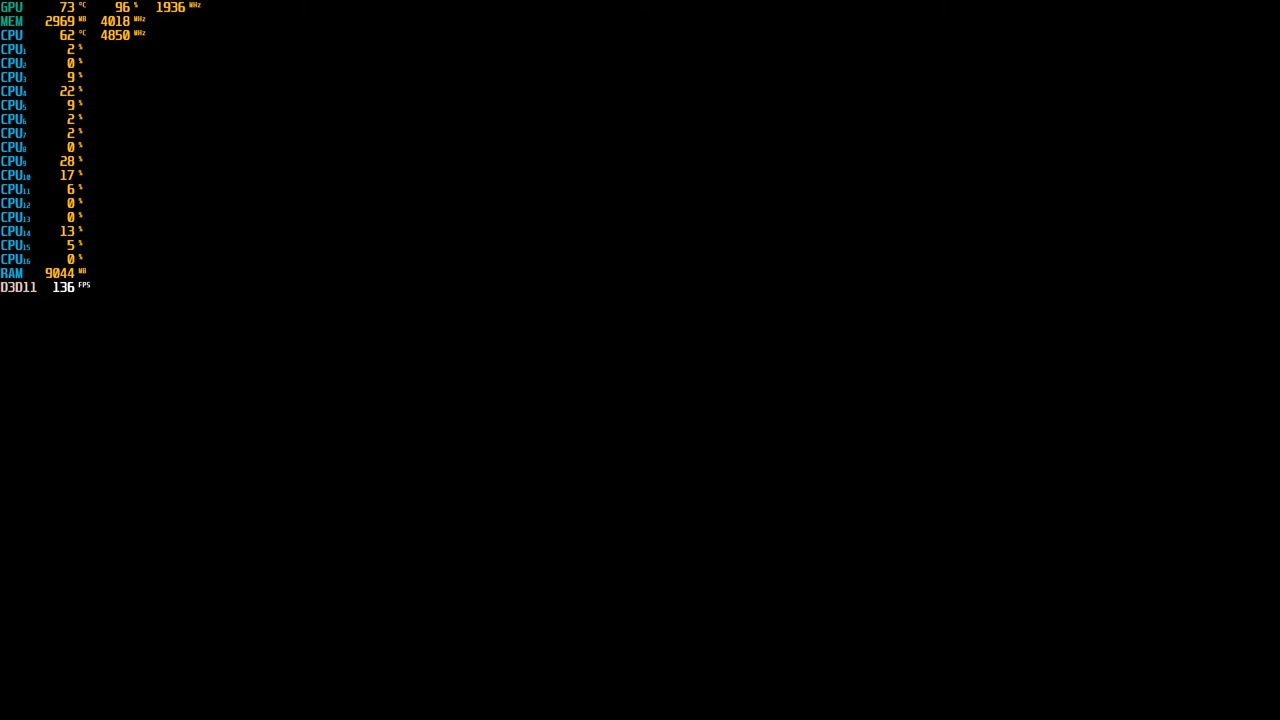 GPU 73 °C 96 % 1936 MHz
MEM 2969 MB 4018 MHz
CPU 62 °C 4850 MHz
CPU1 2 %
CPU2 0 %
CPU3 9 %
CPU4 22 %
CPU5 9 %
CPU6 2 %
CPU7 2 %
CPU8 0 %
CPU9 28 %
CPU10 17 %
CPU11 6 %
CPU12 0 %
CPU13 0 %
CPU14 13 %
CPU15 5 %
CPU16 0 %
RAM 9044 MB
D3D11 136 FPS